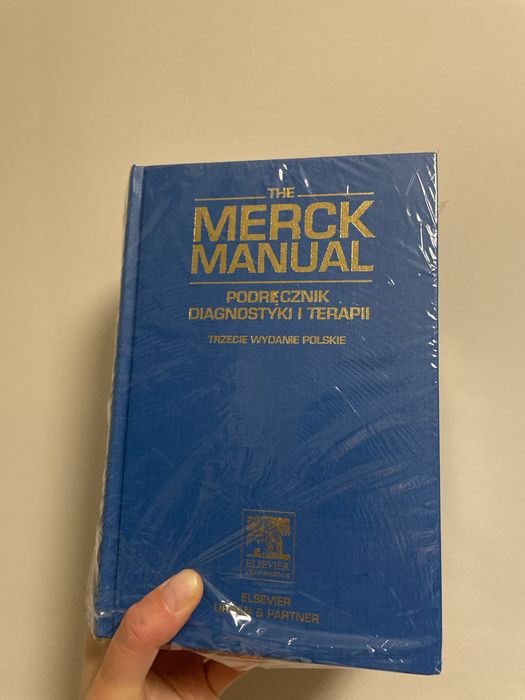 THE
MERCK
MANUAL
PODRĘCZNIK
DIAGNOSTYKI I TERAPII
TRZECIE WYDANIE POLSKIE
ELSEVIER
ELSEVIER
URBAN & PARTNER